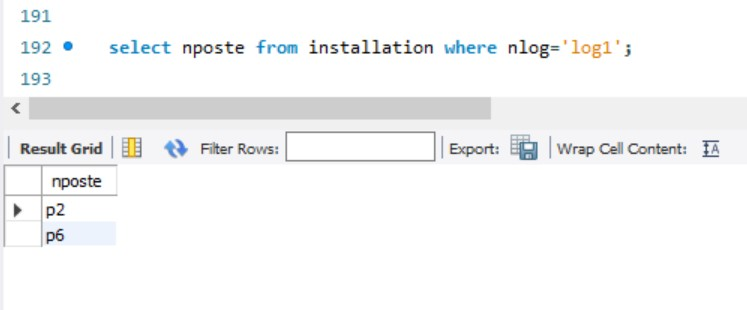 191
192 select nposte from installation where nlog='log1';
193
Result Grid Filter Rows: Export: Wrap Cell Content: IA
nposte
p2
p6